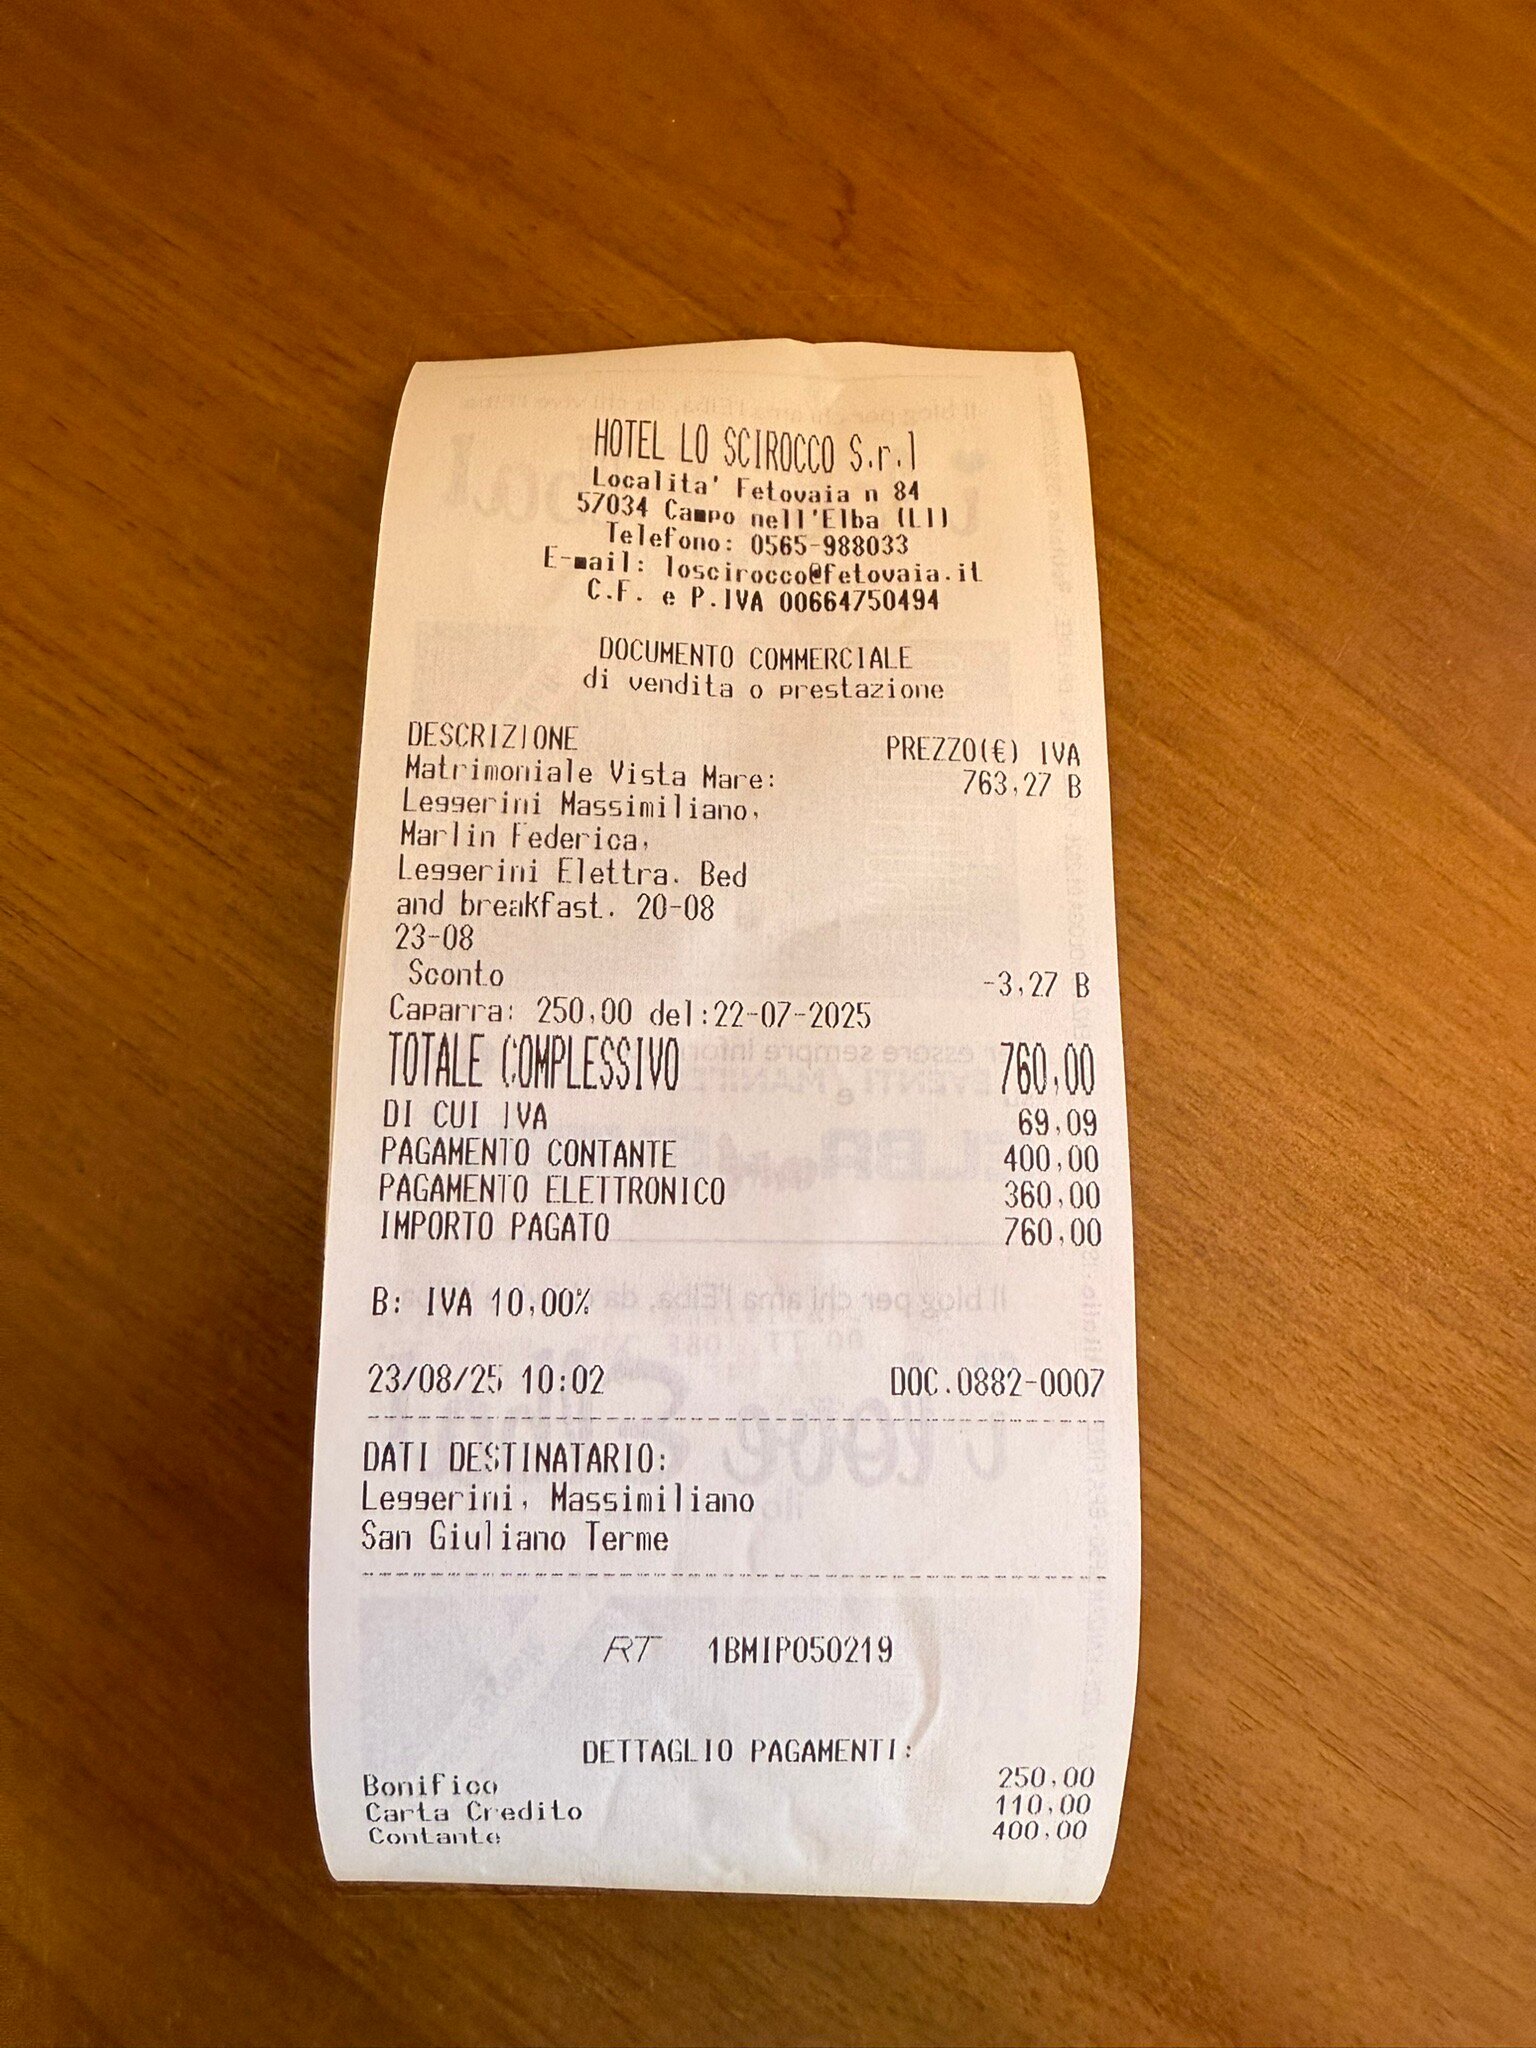 HOTEL LO SCIROCCO S.r.l
Localita' Fetovaia n 84
57034 Campo nell'Elba (LI)
Telefono: 0565-988033
E-mail: loscirocco@fetovaia.it
C.F. e P.IVA 00664750494
DOCUMENTO COMMERCIALE
di vendita o prestazione
DESCRIZIONE PREZZO(€) IVA
Matrimoniale Vista Mare: 763,27 B
Leggerini Massimiliano,
Marlin Federica,
Leggerini Elettra. Bed
and breakfast. 20-08
23-08
Sconto -3,27 B
Caparra: 250,00 del:22-07-2025
TOTALE COMPLESSIVO 760,00
DI CUI IVA 69,09
PAGAMENTO CONTANTE 400,00
PAGAMENTO ELETTRONICO 360,00
IMPORTO PAGATO 760,00
B: IVA 10,00%
23/08/25 10:02 DOC.0882-0007
DATI DESTINATARIO:
Leggerini, Massimiliano
San Giuliano Terme
RT 1BMIP050219
DETTAGLIO PAGAMENTI:
Bonifico 250,00
Carta Credito 110,00
Contante 400,00